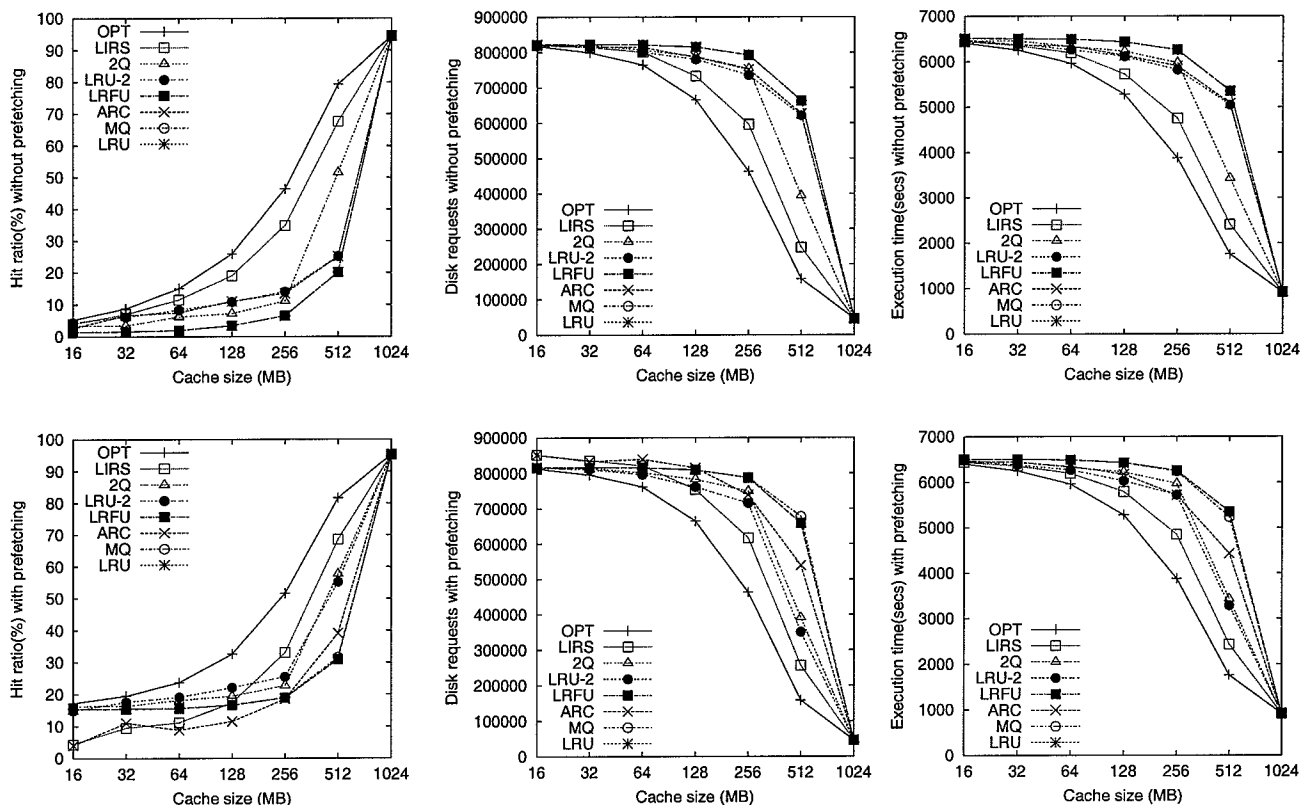 Hit ratio(%) without prefetching
100
90
80
70
60
50
40
30
20
10
0
OPT
LIRS
2Q
LRU-2
LRFU
ARC
MQ
LRU
16 32 64 128 256 512 1024
Cache size (MB)
Disk requests without prefetching
900000
800000
700000
600000
500000
400000
300000
200000
100000
0
OPT
LIRS
2Q
LRU-2
LRFU
ARC
MQ
LRU
16 32 64 128 256 512 1024
Cache size (MB)
Execution time(secs) without prefetching
7000
6000
5000
4000
3000
2000
1000
0
OPT
LIRS
2Q
LRU-2
LRFU
ARC
MQ
LRU
16 32 64 128 256 512 1024
Cache size (MB)
Hit ratio(%) with prefetching
100
90
80
70
60
50
40
30
20
10
0
OPT
LIRS
2Q
LRU-2
LRFU
ARC
MQ
LRU
16 32 64 128 256 512 1024
Cache size (MB)
Disk requests with prefetching
900000
800000
700000
600000
500000
400000
300000
200000
100000
0
OPT
LIRS
2Q
LRU-2
LRFU
ARC
MQ
LRU
16 32 64 128 256 512 1024
Cache size (MB)
Execution time(secs) with prefetching
7000
6000
5000
4000
3000
2000
1000
0
OPT
LIRS
2Q
LRU-2
LRFU
ARC
MQ
LRU
16 32 64 128 256 512 1024
Cache size (MB)